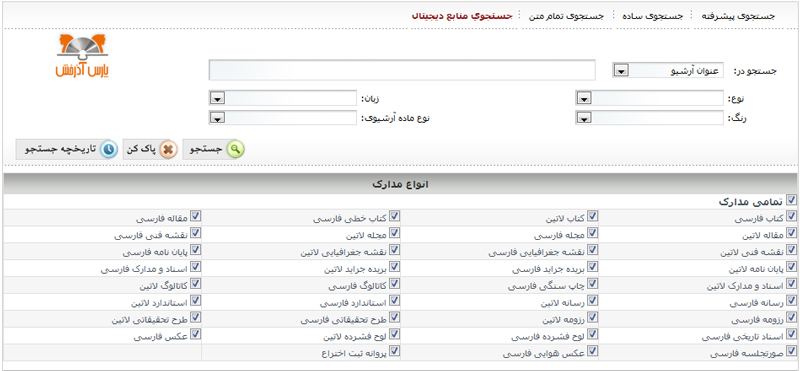 جستجوی پیشرفته جستجوی ساده جستجوی تمام متن جستجوي منابع ديجيتال
پارس آذرخش
جستجو در: عنوان آرشیو
نوع: زبان:
رنگ: نوع ماده آرشیوی:
جستجو پاک کن تاریخچه جستجو
انواع مدارک
تمامی مدارک
کتاب فارسی کتاب لاتین کتاب خطی فارسی مقاله فارسی
مقاله لاتین مجله فارسی مجله لاتین نقشه فنی فارسی
نقشه فنی لاتین نقشه جغرافیایی فارسی نقشه جغرافیایی لاتین پایان نامه فارسی
پایان نامه لاتین بریده جراید فارسی بریده جراید لاتین اسناد و مدارک فارسی
اسناد و مدارک لاتین چاپ سنگی فارسی کاتالوگ فارسی کاتالوگ لاتین
رسانه فارسی رسانه لاتین استاندارد فارسی استاندارد لاتین
رزومه فارسی رزومه لاتین طرح تحقیقاتی فارسی طرح تحقیقاتی لاتین
اسناد تاریخی فارسی لوح فشرده فارسی لوح فشرده لاتین عکس فارسی
صورتجلسه فارسی عکس هوایی فارسی پروانه ثبت اختراع